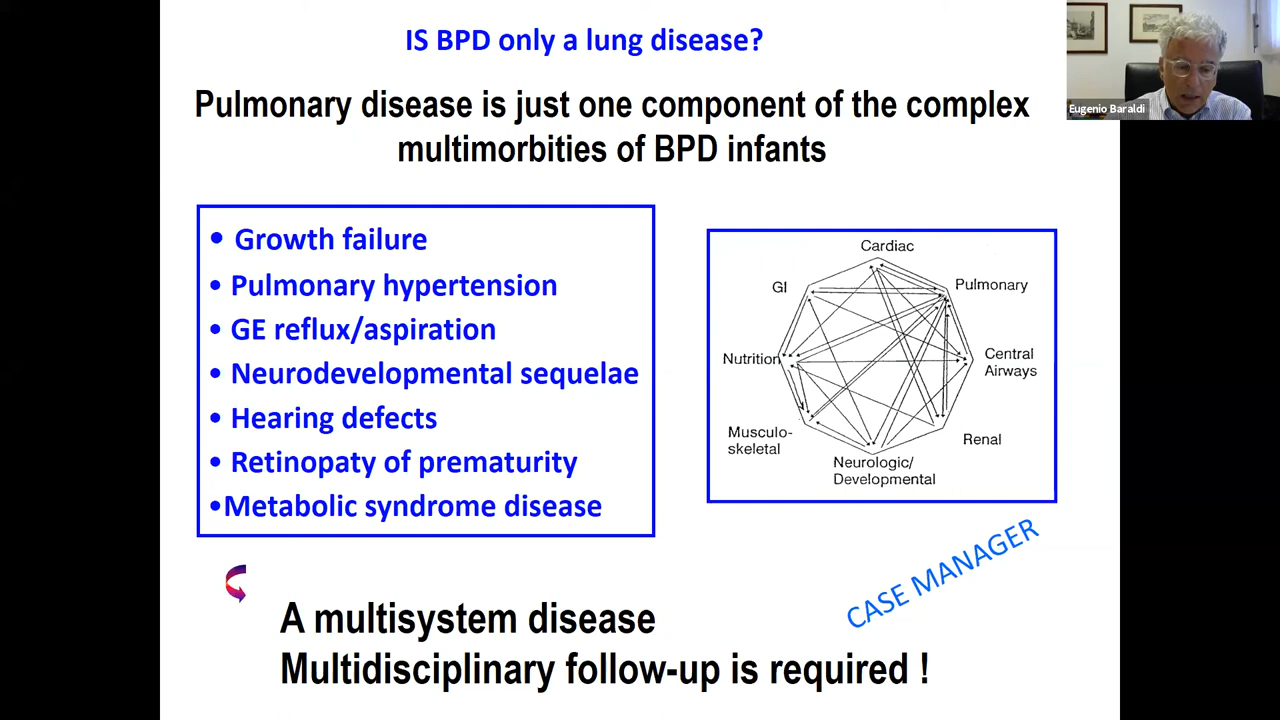 IS BPD only a lung disease?
Eugenio Baraldi
Pulmonary disease is just one component of the complex
multimorbities of BPD infants
• Growth failure
• Pulmonary hypertension
• GE reflux/aspiration
• Neurodevelopmental sequelae
• Hearing defects
• Retinopaty of prematurity
•Metabolic syndrome disease
Cardiac
GI
Pulmonary
Nutrition
Central
Airways
Musculo-
skeletal
Renal
Neurologic/
Developmental
CASE MANAGER
A multisystem disease
Multidisciplinary follow-up is required !